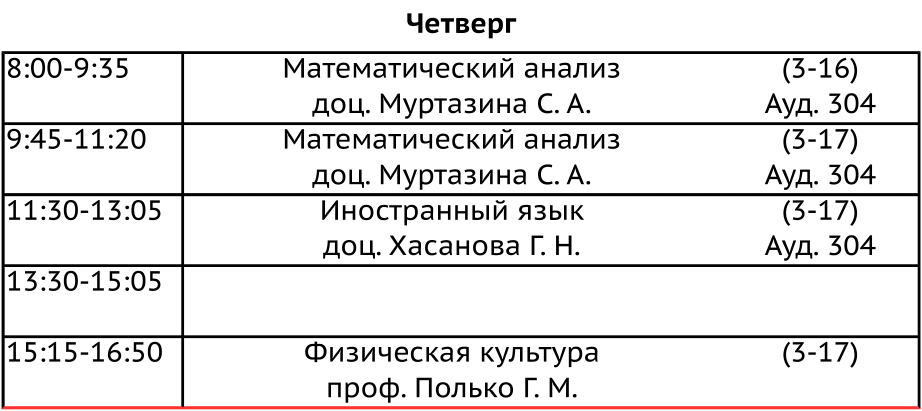 Четверг
8:00-9:35 Математический анализ (3-16)
доц. Муртазина С. А. Ауд. 304
9:45-11:20 Математический анализ (3-17)
доц. Муртазина С. А. Ауд. 304
11:30-13:05 Иностранный язык (3-17)
доц. Хасанова Г. Н. Ауд. 304
13:30-15:05
15:15-16:50 Физическая культура (3-17)
проф. Полько Г. М.